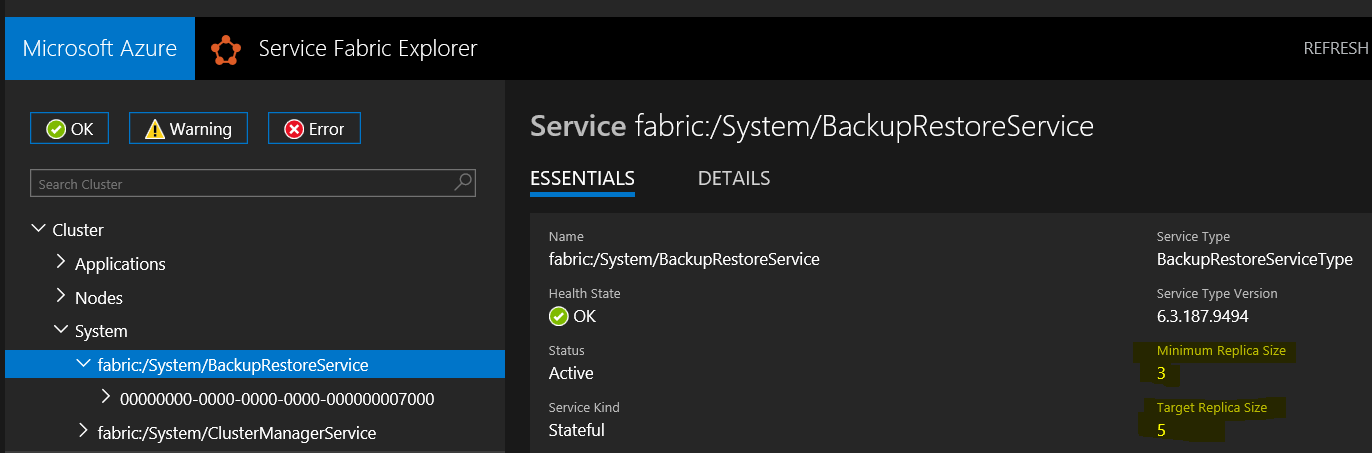 Microsoft Azure
Service Fabric Explorer
REFRESH
OK
Warning
Error
Search Cluster
Cluster
Applications
Nodes
System
fabric:/System/BackupRestoreService
00000000-0000-0000-0000-000000007000
fabric:/System/ClusterManagerService
Service fabric:/System/BackupRestoreService
ESSENTIALS
DETAILS
Name
fabric:/System/BackupRestoreService
Health State
OK
Status
Active
Service Kind
Stateful
Service Type
BackupRestoreServiceType
Service Type Version
6.3.187.9494
Minimum Replica Size
3
Target Replica Size
5